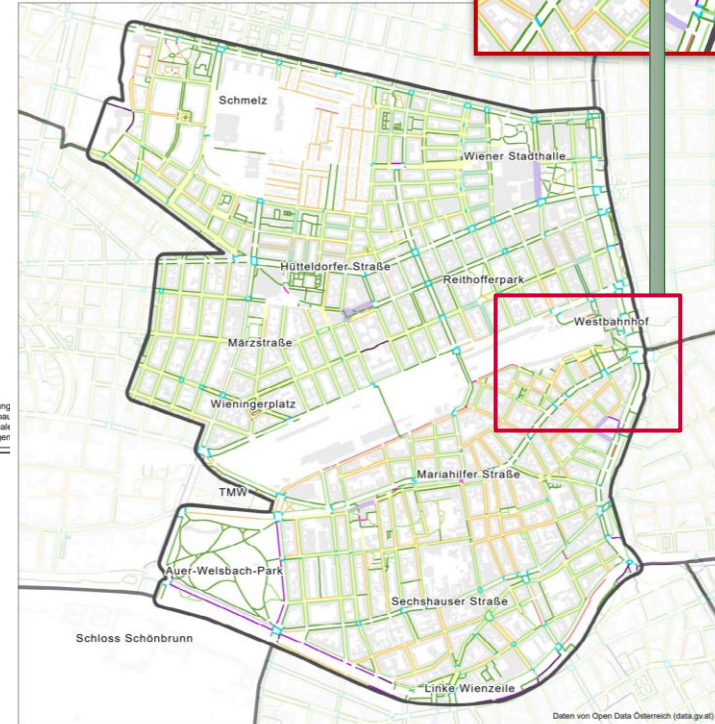 Schmelz
Wiener Stadthalle
Hütteldorfer Straße
Reithofferpark
Westbahnhof
Märzstraße
Wieningerplatz
Mariahilfer Straße
TMW
Auer-Welsbach-Park
Sechshauser Straße
Schloss Schönbrunn
Linke Wienzeile
Daten von Open Data Österreich (data.gv.at)